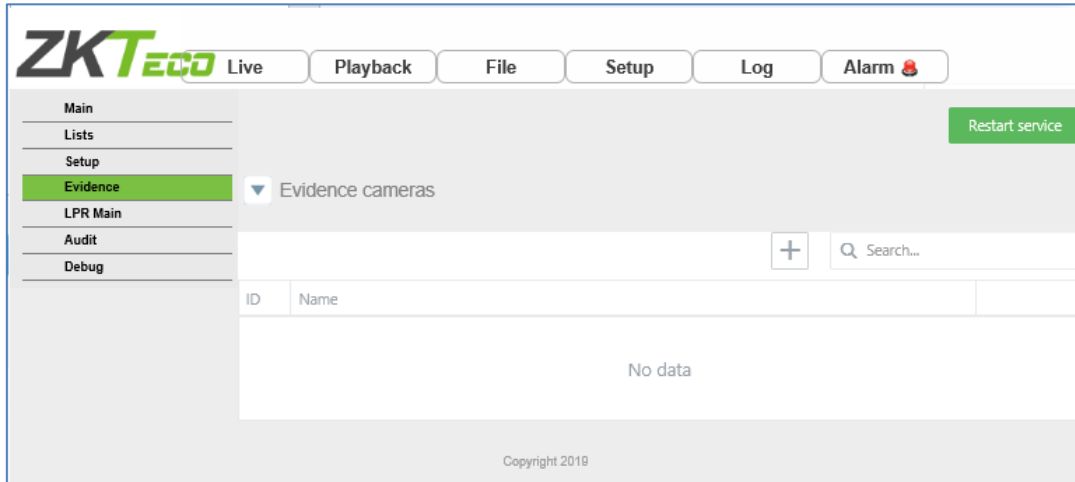 ZKTeco
Live Playback File Setup Log Alarm
Main
Restart service
Lists
Setup
Evidence
Evidence cameras
LPR Main
Audit
Search...
Debug
ID Name
No data
Copyright 2019